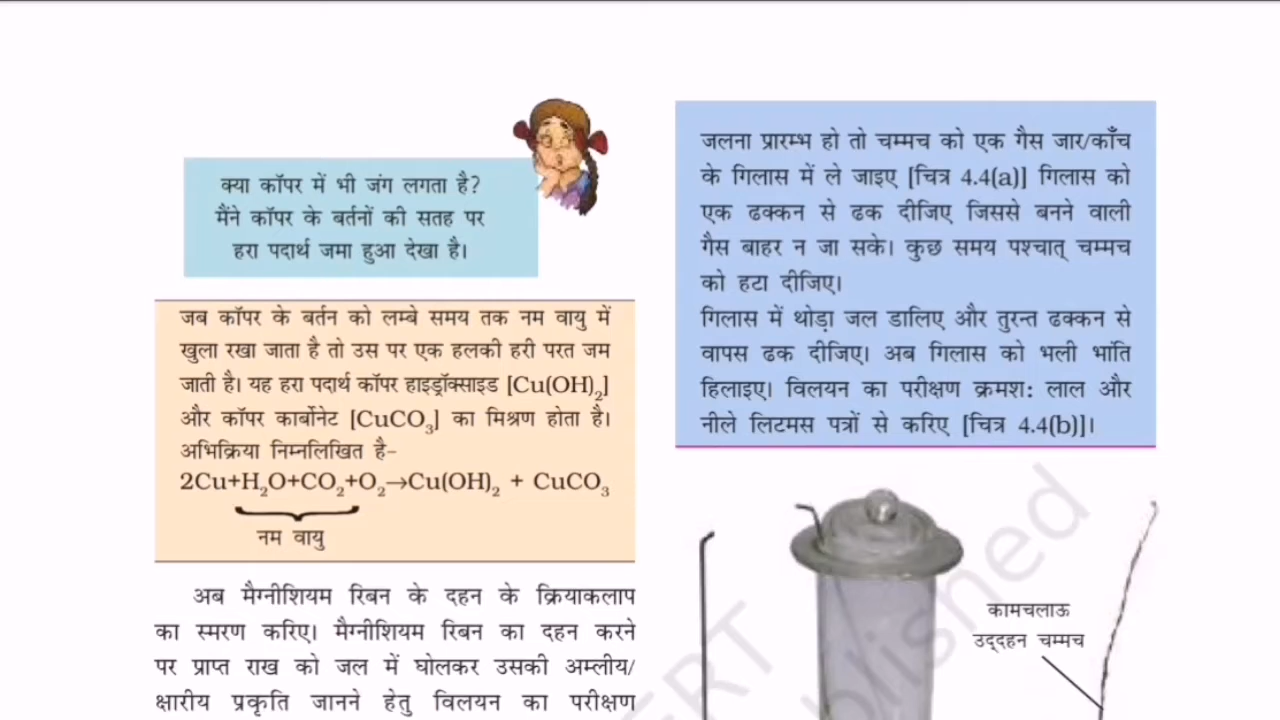 क्या कॉपर में भी जंग लगता है?
मैंने कॉपर के बर्तनों की सतह पर
हरा पदार्थ जमा हुआ देखा है।
जब कॉपर के बर्तन को लम्बे समय तक नम वायु में
खुला रखा जाता है तो उस पर एक हलकी हरी परत जम
जाती है। यह हरा पदार्थ कॉपर हाइड्रॉक्साइड [Cu(OH)₂]
और कॉपर कार्बोनेट [CuCO₃] का मिश्रण होता है।
अभिक्रिया निम्नलिखित है–
2Cu+H₂O+CO₂+O₂→Cu(OH)₂ + CuCO₃
नम वायु
अब मैग्नीशियम रिबन के दहन के क्रियाकलाप
का स्मरण करिए। मैग्नीशियम रिबन का दहन करने
पर प्राप्त राख को जल में घोलकर उसकी अम्लीय/
क्षारीय प्रकृति जानने हेतु विलयन का परीक्षण
जलना प्रारम्भ हो तो चम्मच को एक गैस जार/काँच
के गिलास में ले जाइए [चित्र 4.4(a)] गिलास को
एक ढक्कन से ढक दीजिए जिससे बनने वाली
गैस बाहर न जा सके। कुछ समय पश्चात् चम्मच
को हटा दीजिए।
गिलास में थोड़ा जल डालिए और तुरन्त ढक्कन से
वापस ढक दीजिए। अब गिलास को भली भांति
हिलाइए। विलयन का परीक्षण क्रमश: लाल और
नीले लिटमस पत्रों से करिए [चित्र 4.4(b)]।
कामचलाऊ
उद्दहन चम्मच